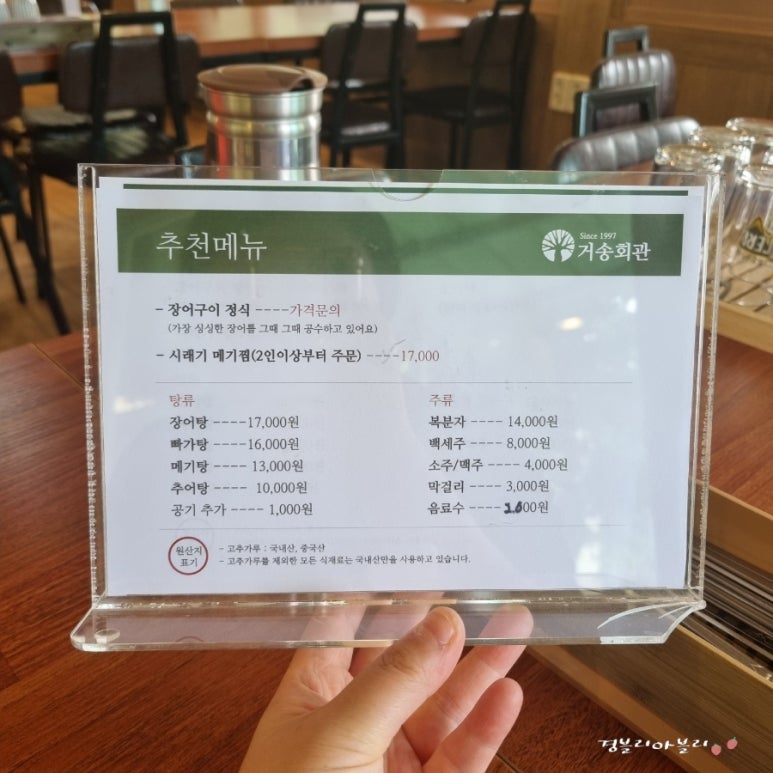 추천메뉴
Since 1997
거송회관
- 장어구이 정식 ----가격문의
(가장 싱싱한 장어를 그때 그때 공수하고 있어요)
- 시래기 메기찜(2인이상부터 주문) ----17,000
탕류
장어탕 ----17,000원
빠가탕 ----16,000원
메기탕 ---- 13,000원
추어탕 ---- 10,000원
공기 추가 ---- 1,000원
주류
복분자 ---- 14,000원
백세주 ---- 8,000원
소주/맥주 ---- 4,000원
막걸리 ---- 3,000원
음료수 ---- 2000원
원산지
표기
- 고추가루 : 국내산, 중국산
- 고추가루를 제외한 모든 식재료는 국내산만을 사용하고 있습니다.
경블리아블리